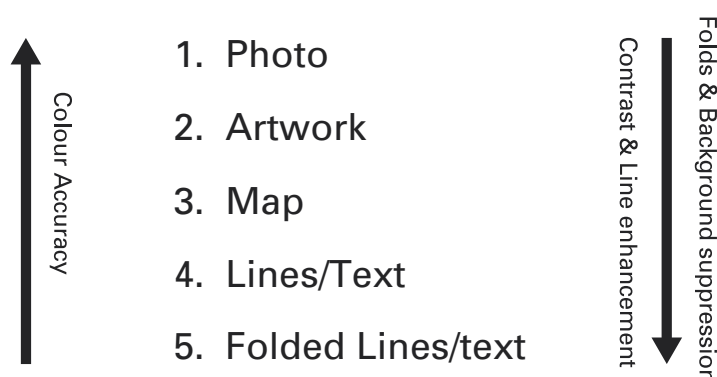 Colour Accuracy
1. Photo
2. Artwork
3. Map
4. Lines/Text
5. Folded Lines/text
Contrast & Line enhancement
Folds & Background suppression